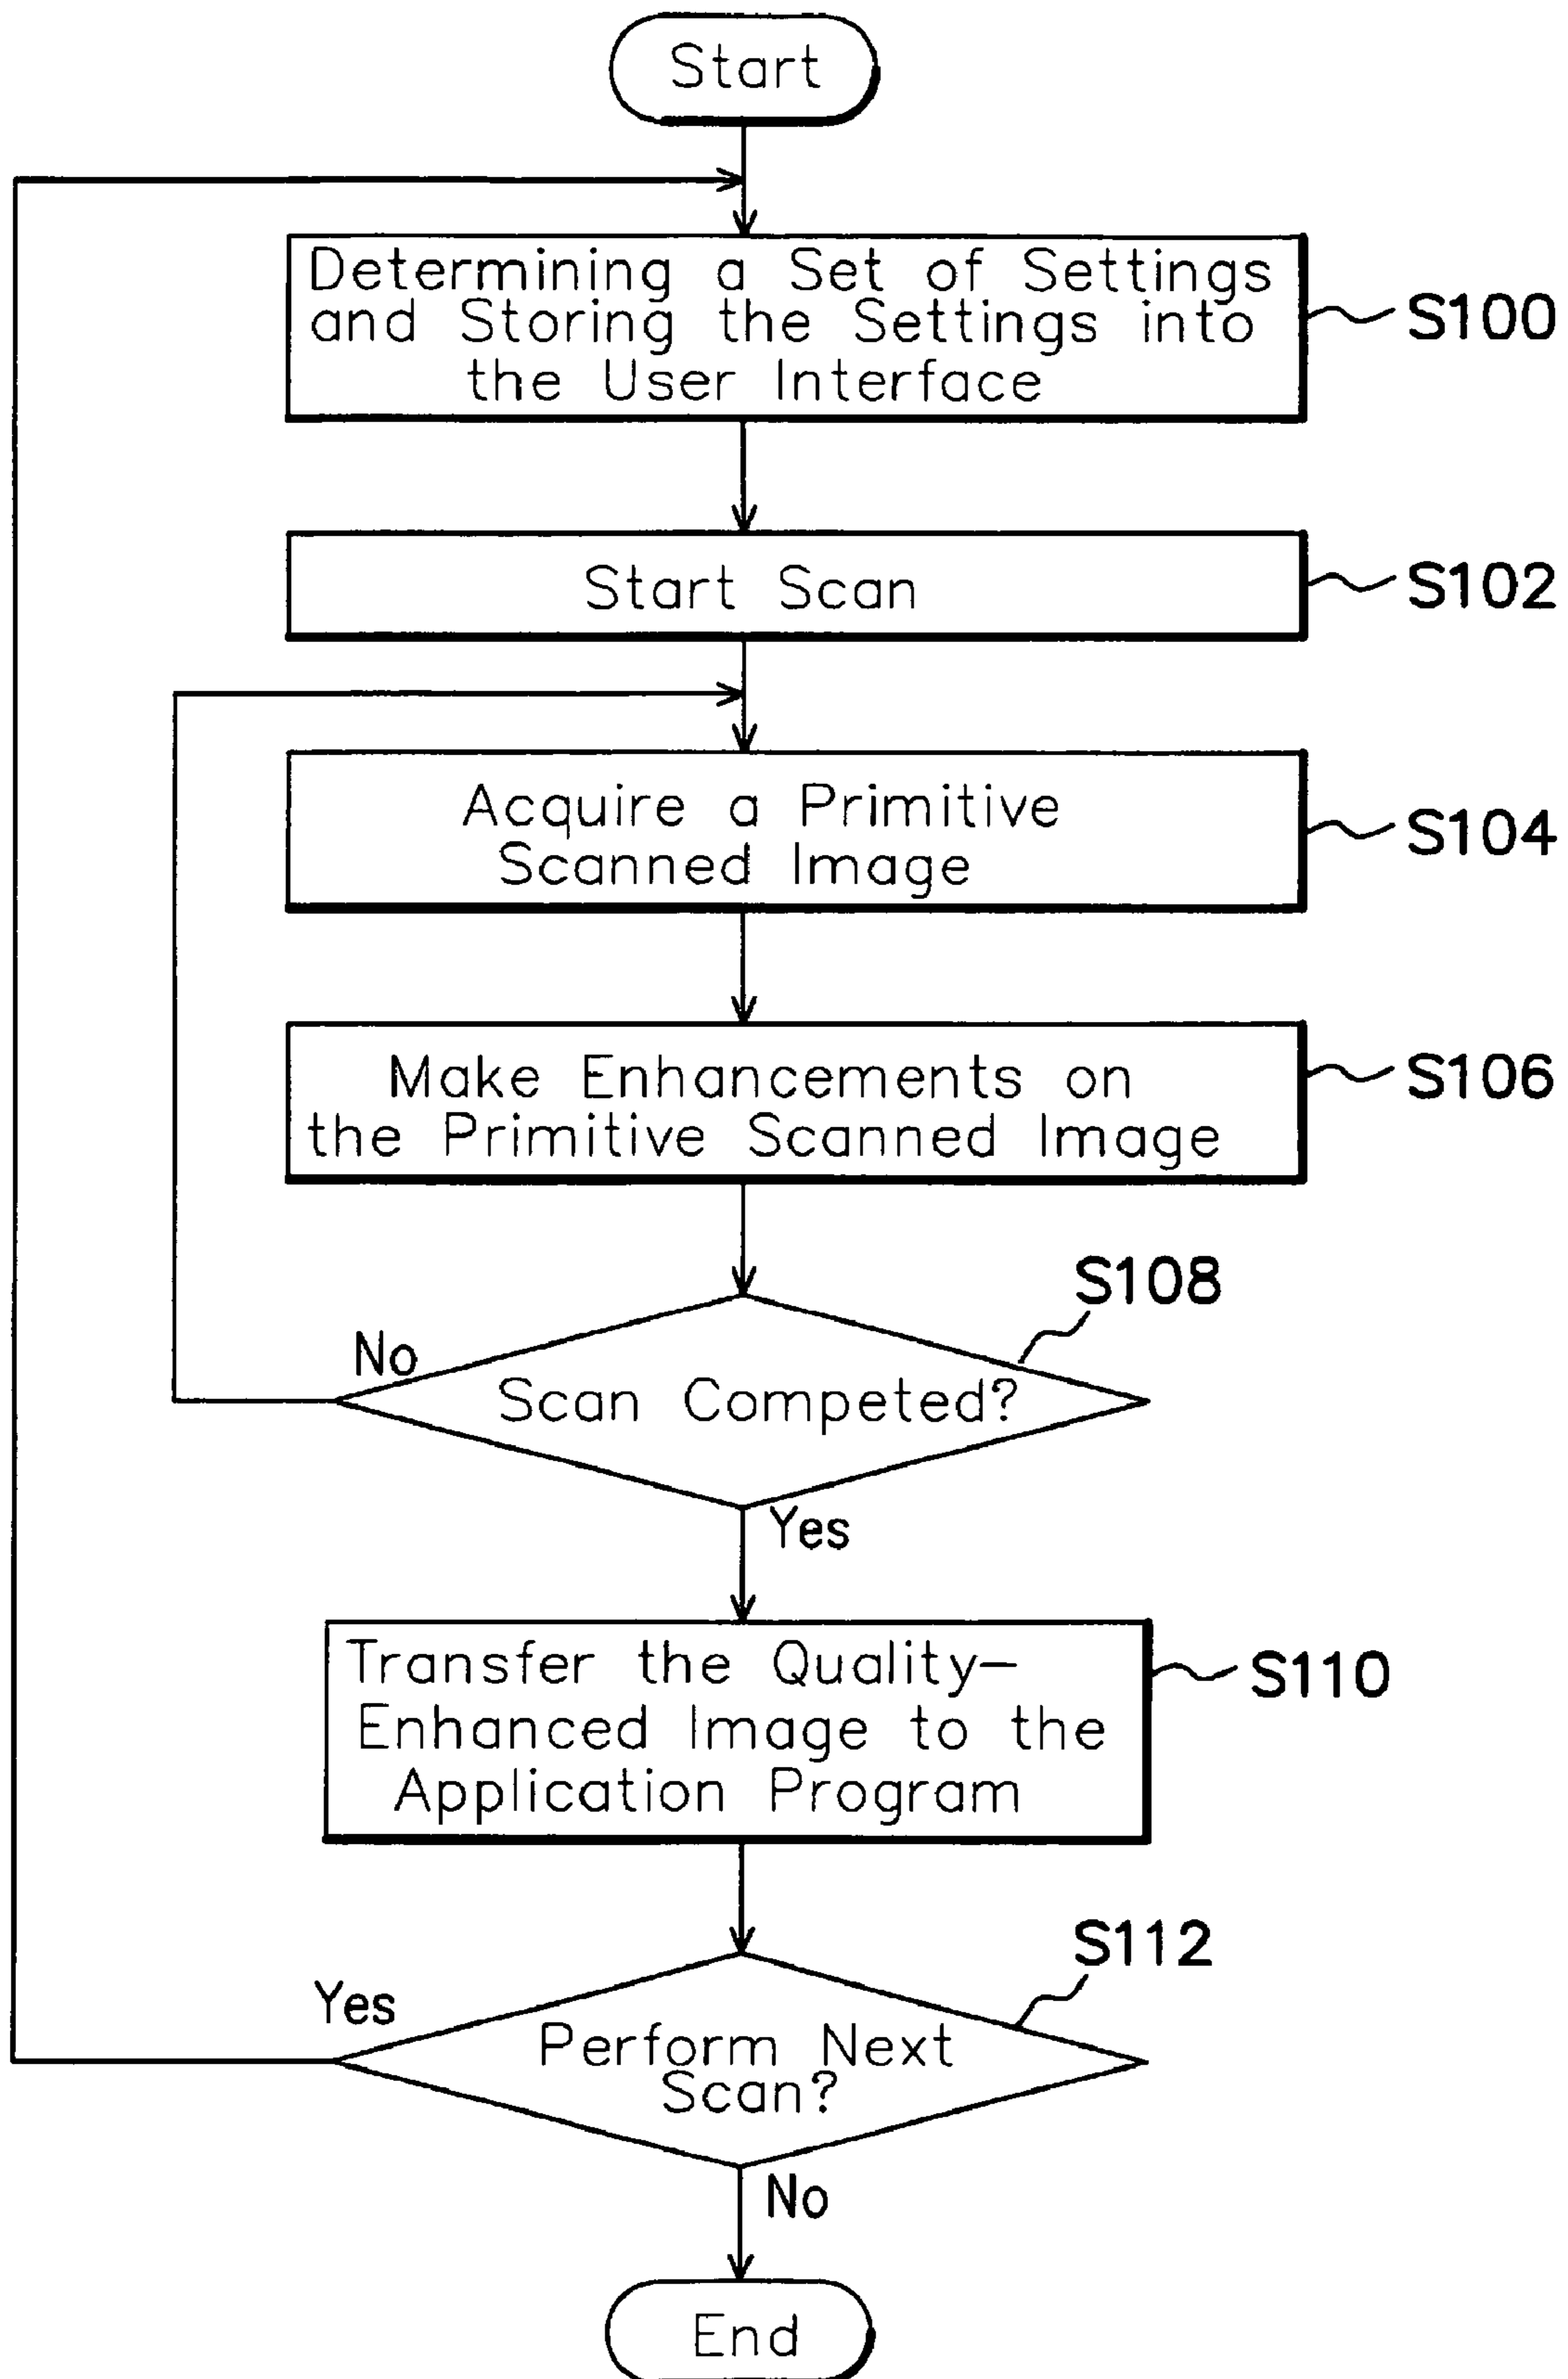 Start
Determining a Set of Settings
and Storing the Settings into
the User Interface
S100
Start Scan
S102
Acquire a Primitive
Scanned Image
S104
Make Enhancements on
the Primitive Scanned Image
S106
S108
No
Scan Competed?
Yes
Transfer the Quality-
Enhanced Image to the
Application Program
S110
S112
Yes
Perform Next
Scan?
No
End